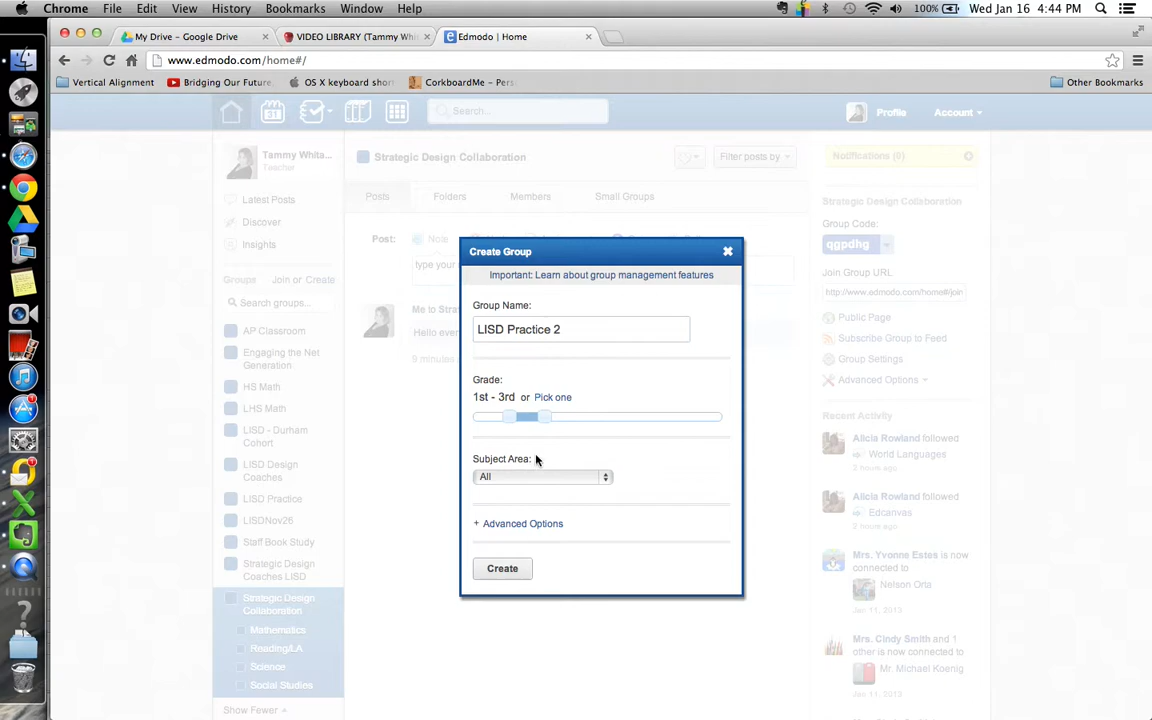 Chrome File Edit View History Bookmarks Window Help 100% Wed Jan 16 4:44 PM
My Drive - Google Drive VIDEO LIBRARY (Tammy Whit Edmodo | Home
www.edmodo.com/home#/
Vertical Alignment Bridging Our Future. OS X keyboard short CorkboardMe - Pers Other Bookmarks
31 Search... Profile Account
Tammy Whita...
Teacher
Latest Posts
Discover
Insights
Groups Join or Create
Search groups...
AP Classroom
Engaging the Net
Generation
HS Math
LHS Math
LISD - Durham
Cohort
LISD Design
Coaches
LISD Practice
LISDNov26
Staff Book Study
Strategic Design
Coaches LISD
Strategic Design
Collaboration
Mathematics
Reading/LA
Science
Social Studies
Show Fewer
Strategic Design Collaboration Filter posts by
Posts Folders Members Small Groups
Post: Note
type your
Me to Stra
Hello ever
9 minutes
Create Group
Important: Learn about group management features
Group Name:
LISD Practice 2
Grade:
1st - 3rd or Pick one
Subject Area:
All
+ Advanced Options
Create
Notifications (0)
Strategic Design Collaboration
Group Code:
qgpdhg
Join Group URL
http://www.edmodo.com/home#/join
Public Page
Subscribe Group to Feed
Group Settings
Advanced Options
Recent Activity
Alicia Rowland followed
World Languages
2 hours ago
Alicia Rowland followed
Edcanvas
2 hours ago
Mrs. Yvonne Estes is now
connected to
Nelson Orta
Jan 11, 2013
Mrs. Cindy Smith and 1
other is now connected to
Mr. Michael Koenig
Jan 11, 2013